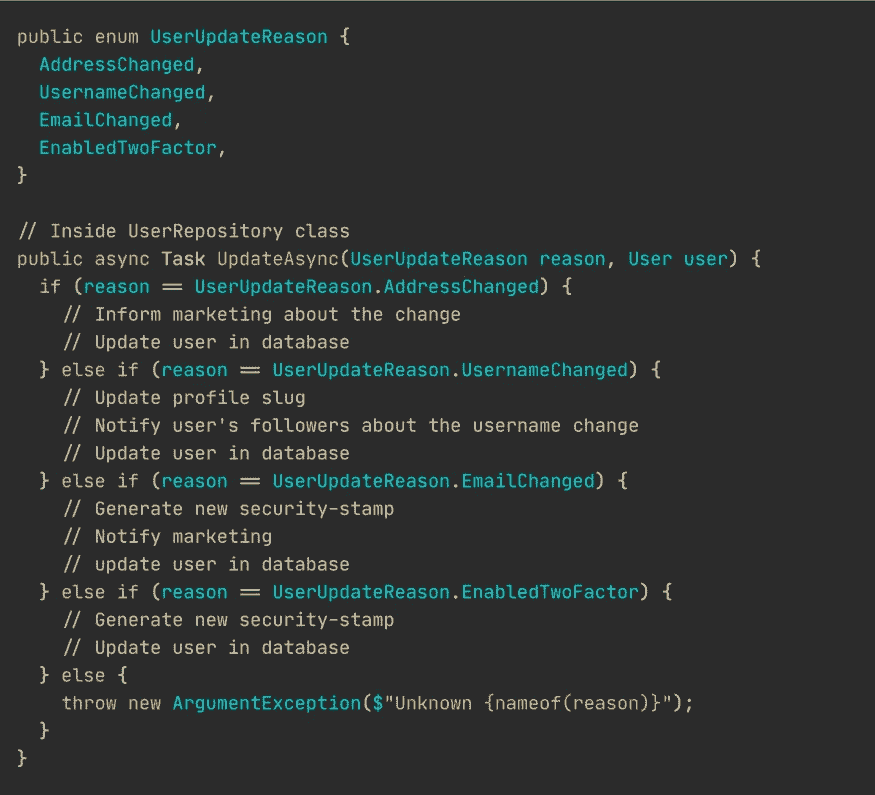 public enum UserUpdateReason {
  AddressChanged,
  UsernameChanged,
  EmailChanged,
  EnabledTwoFactor,
}

// Inside UserRepository class
public async Task UpdateAsync(UserUpdateReason reason, User user) {
  if (reason == UserUpdateReason.AddressChanged) {
    // Inform marketing about the change
    // Update user in database
  } else if (reason == UserUpdateReason.UsernameChanged) {
    // Update profile slug
    // Notify user's followers about the username change
    // Update user in database
  } else if (reason == UserUpdateReason.EmailChanged) {
    // Generate new security-stamp
    // Notify marketing
    // update user in database
  } else if (reason == UserUpdateReason.EnabledTwoFactor) {
    // Generate new security-stamp
    // Update user in database
  } else {
    throw new ArgumentException($"Unknown {nameof(reason)}");
  }
}